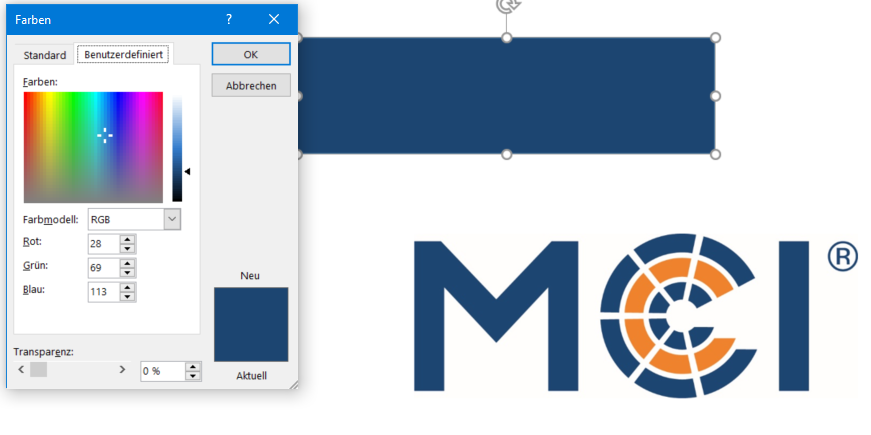 Farben ?
Standard
Benutzerdefiniert
OK
Abbrechen
Farben:
Farbmodell: RGB
Rot: 28
Grün: 69
Blau: 113
Neu
Transparenz:
0 %
Aktuell
MCI®